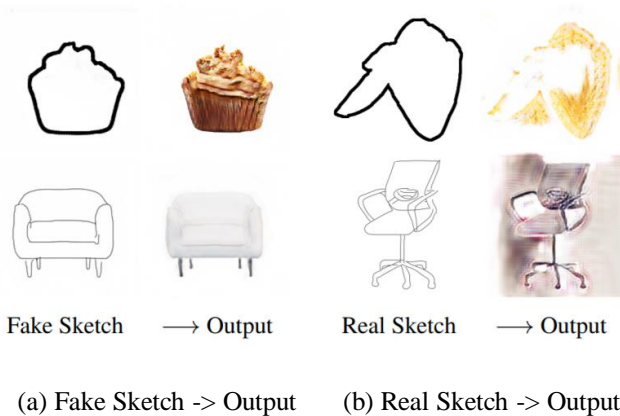 Fake Sketch ⟶ Output Real Sketch ⟶ Output
(a) Fake Sketch -> Output (b) Real Sketch -> Output